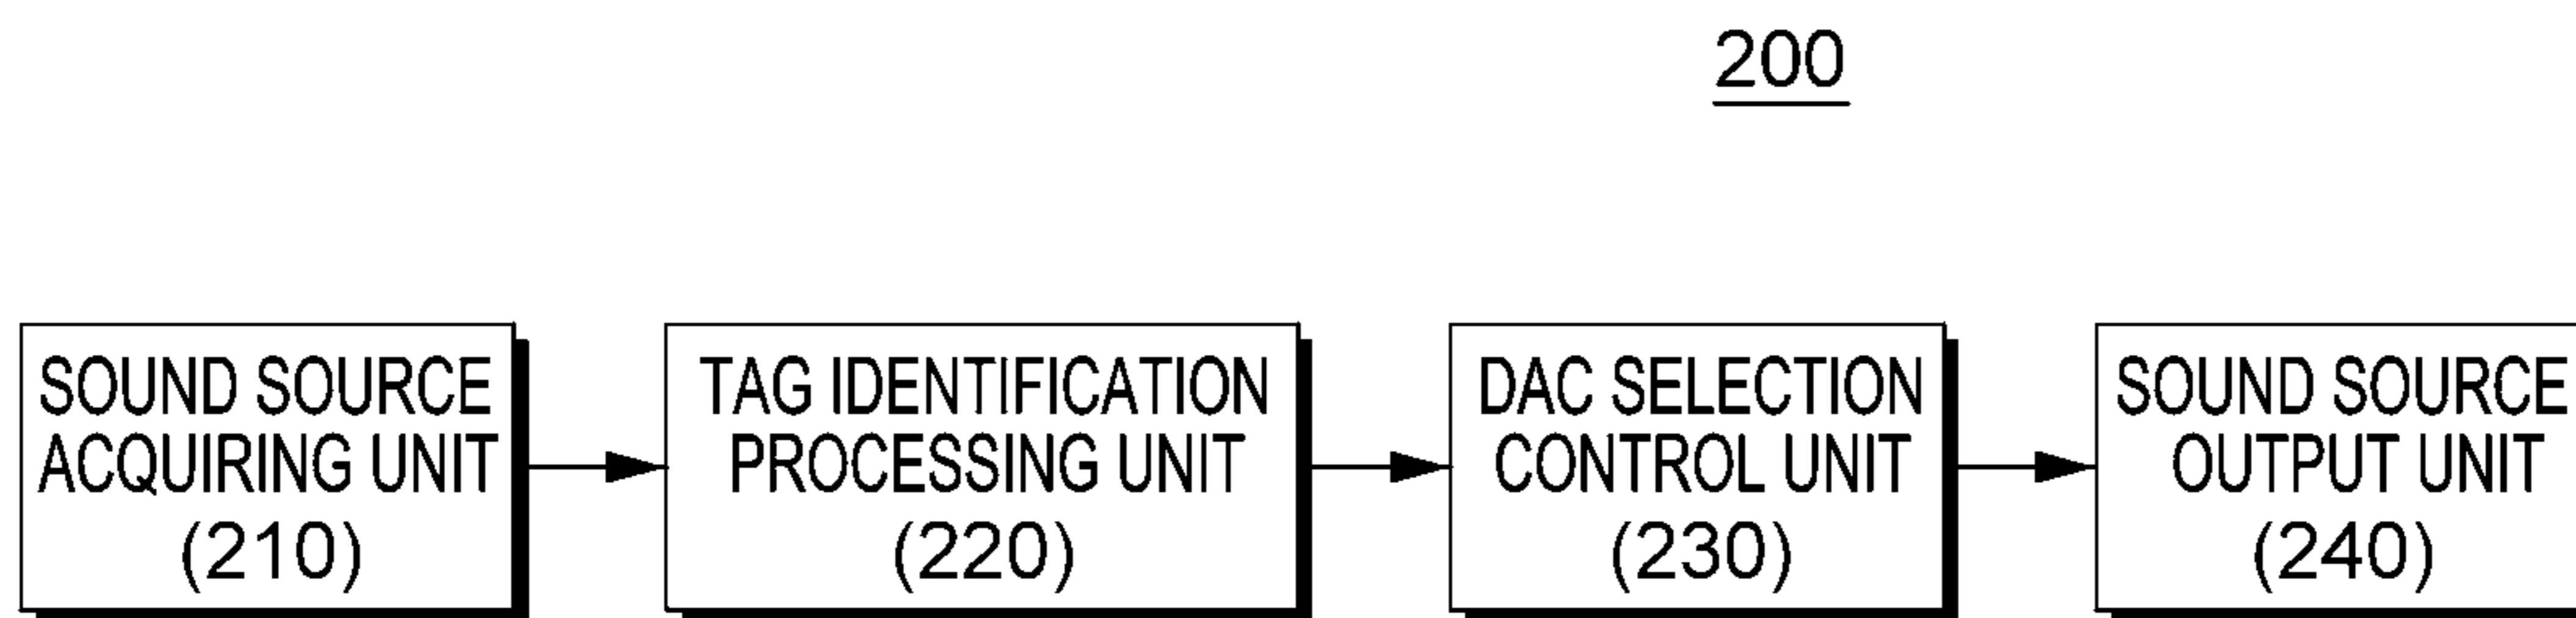 200
SOUND SOURCE
ACQUIRING UNIT
(210)
TAG IDENTIFICATION
PROCESSING UNIT
(220)
DAC SELECTION
CONTROL UNIT
(230)
SOUND SOURCE
OUTPUT UNIT
(240)